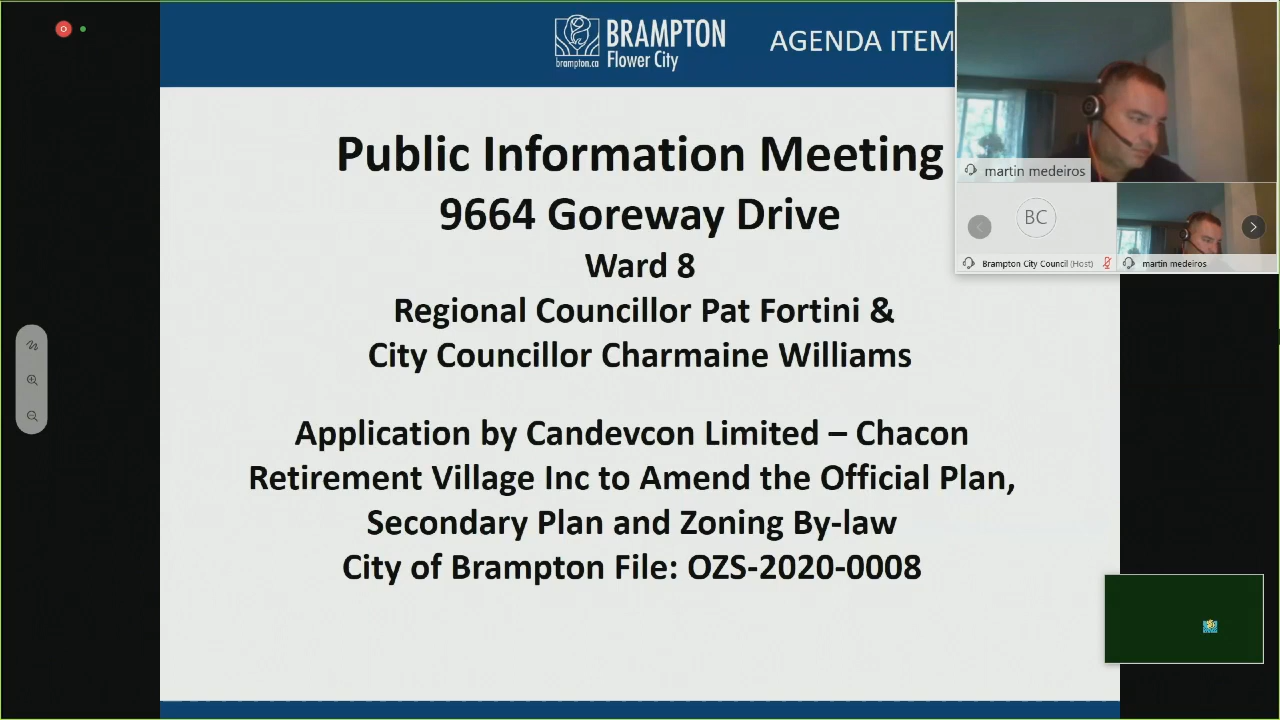 BRAMPTON
brampton.ca
Flower City
AGENDA ITEM
Public Information Meeting
9664 Goreway Drive
Ward 8
Regional Councillor Pat Fortini &
City Councillor Charmaine Williams
Application by Candevcon Limited – Chacon
Retirement Village Inc to Amend the Official Plan,
Secondary Plan and Zoning By-law
City of Brampton File: OZS-2020-0008
martin medeiros
BC
Brampton City Council (Host)
martin medeiros